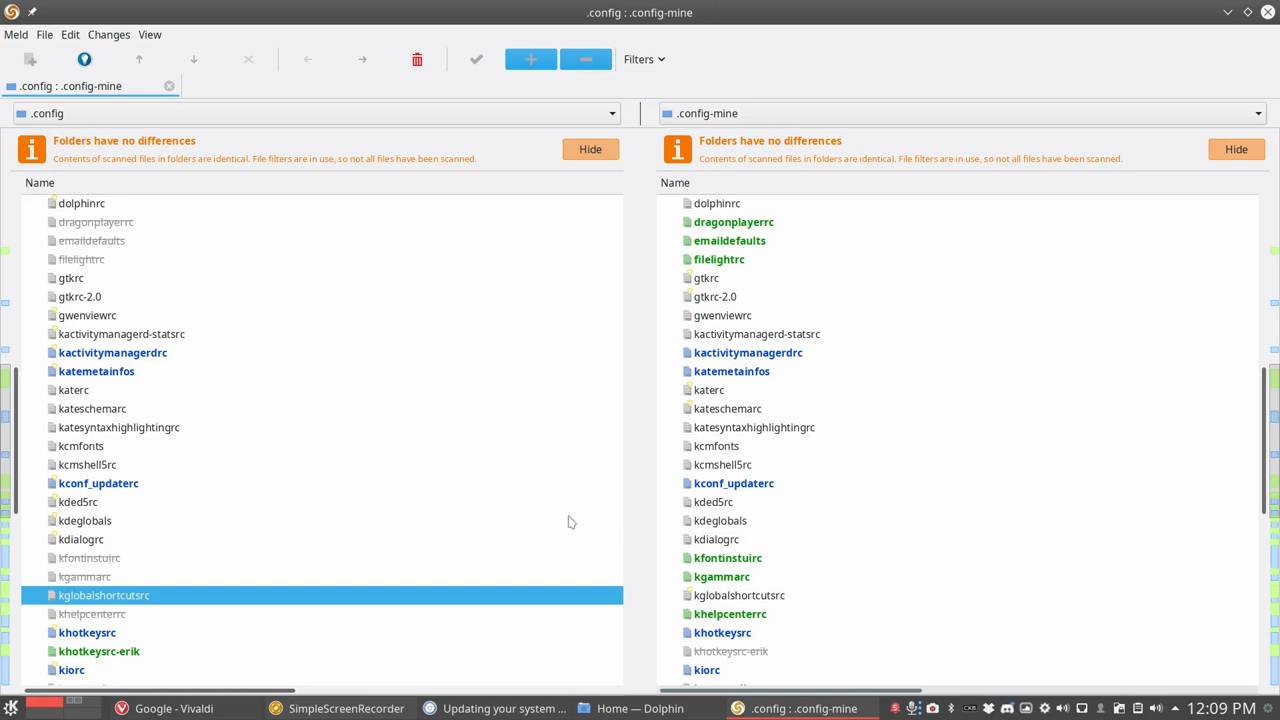 .config : .config-mine
Meld File Edit Changes View
Filters
.config : .config-mine
.config
.config-mine
Folders have no differences
Contents of scanned files in folders are identical. File filters are in use, so not all files have been scanned.
Hide
Folders have no differences
Contents of scanned files in folders are identical. File filters are in use, so not all files have been scanned.
Hide
Name
dolphinrc
dragonplayerrc
emaildefaults
filelightrc
gtkrc
gtkrc-2.0
gwenviewrc
kactivitymanagerd-statsrc
kactivitymanagerdrc
katemetainfos
katerc
kateschemarc
katesyntaxhighlightingrc
kcmfonts
kcmshell5rc
kconf_updaterc
kded5rc
kdeglobals
kdialogrc
kfontinstuirc
kgammarc
kglobalshortcutsrc
khelpcenterrc
khotkeysrc
khotkeysrc-erik
kiorc
Name
dolphinrc
dragonplayerrc
emaildefaults
filelightrc
gtkrc
gtkrc-2.0
gwenviewrc
kactivitymanagerd-statsrc
kactivitymanagerdrc
katemetainfos
katerc
kateschemarc
katesyntaxhighlightingrc
kcmfonts
kcmshell5rc
kconf_updaterc
kded5rc
kdeglobals
kdialogrc
kfontinstuirc
kgammarc
kglobalshortcutsrc
khelpcenterrc
khotkeysrc
khotkeysrc-erik
kiorc
Google - Vivaldi
SimpleScreenRecorder
Updating your system ...
Home — Dolphin
.config : .config-mine
CKB
12:09 PM